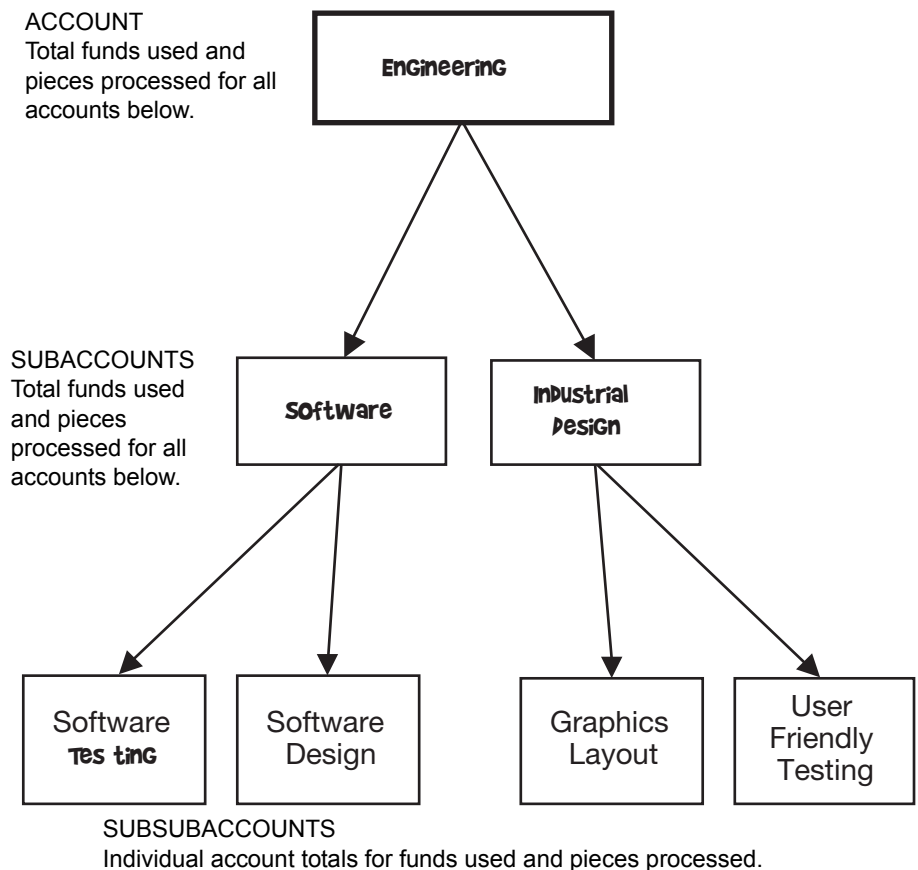 ACCOUNT
Total funds used and
pieces processed for all
accounts below.
Engineering
SUBACCOUNTS
Total funds used
and pieces
processed for all
accounts below.
Software
Industrial
Design
Software
Testing
Software
Design
Graphics
Layout
User
Friendly
Testing
SUBSUBACCOUNTS
Individual account totals for funds used and pieces processed.